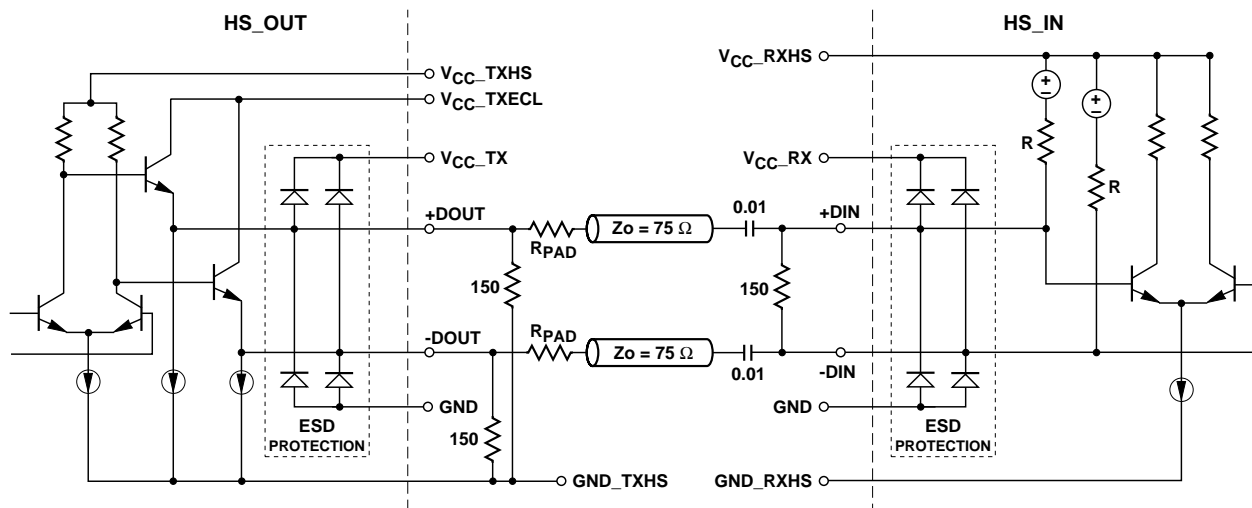 HS_OUT
HS_IN
VCC_TXHS
VCC_TXECL
VCC_TX
VCC_RXHS
VCC_RX
+DOUT
RPAD
Zo = 75 Ω
0.01
+DIN
R
R
150
150
-DOUT
RPAD
Zo = 75 Ω
0.01
-DIN
GND
GND
ESD
PROTECTION
150
ESD
PROTECTION
GND_TXHS
GND_RXHS